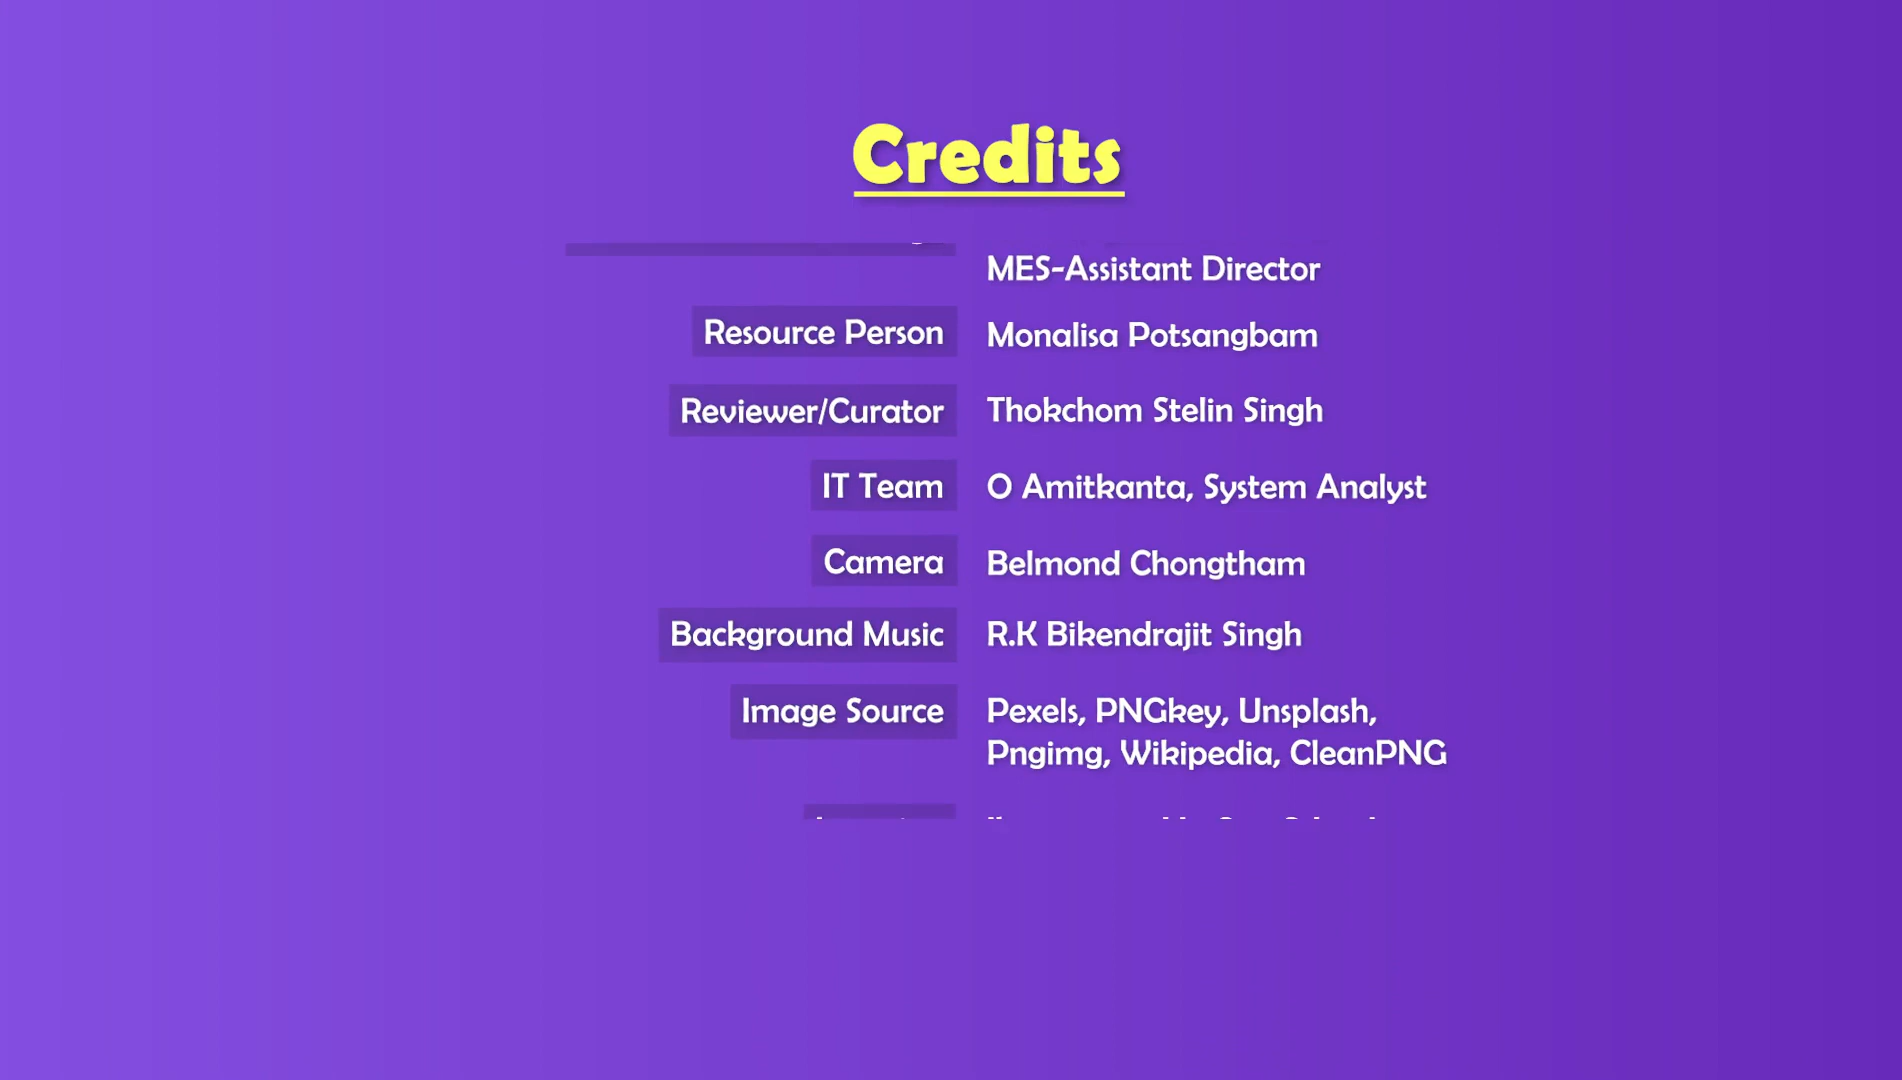 Credits
MES-Assistant Director
Resource Person Monalisa Potsangbam
Reviewer/Curator Thokchom Stelin Singh
IT Team O Amitkanta, System Analyst
Camera Belmond Chongtham
Background Music R.K Bikendrajit Singh
Image Source Pexels, PNGkey, Unsplash,
Pngimg, Wikipedia, CleanPNG